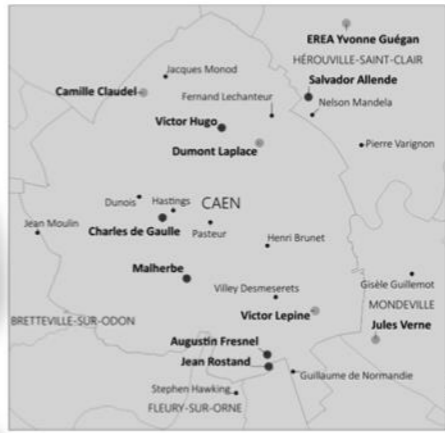 EREA Yvonne Guégan
HÉROUVILLE-SAINT-CLAIR
Jacques Monod
Salvador Allende
Camille Claudel
Fernand Lechanteur
Nelson Mandela
Victor Hugo
Dumont Laplace
Pierre Varignon
Dunois
Hastings
CAEN
Jean Moulin
Charles de Gaulle
Pasteur
Henri Brunet
Malherbe
Gisèle Guillemot
Villey Desmeserets
MONDEVILLE
Victor Lepine
BRETTEVILLE-SUR-ODON
Jules Verne
Augustin Fresnel
Jean Rostand
Guillaume de Normandie
Stephen Hawking
FLEURY-SUR-ORNE